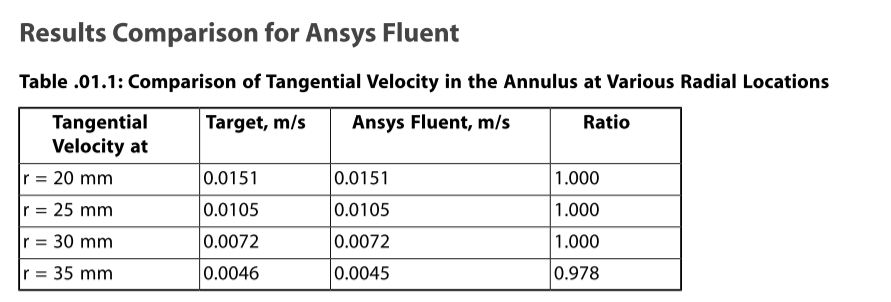 Results Comparison for Ansys Fluent
Table .01.1: Comparison of Tangential Velocity in the Annulus at Various Radial Locations
Tangential Velocity at Target, m/s Ansys Fluent, m/s Ratio
r = 20 mm 0.0151 0.0151 1.000
r = 25 mm 0.0105 0.0105 1.000
r = 30 mm 0.0072 0.0072 1.000
r = 35 mm 0.0046 0.0045 0.978